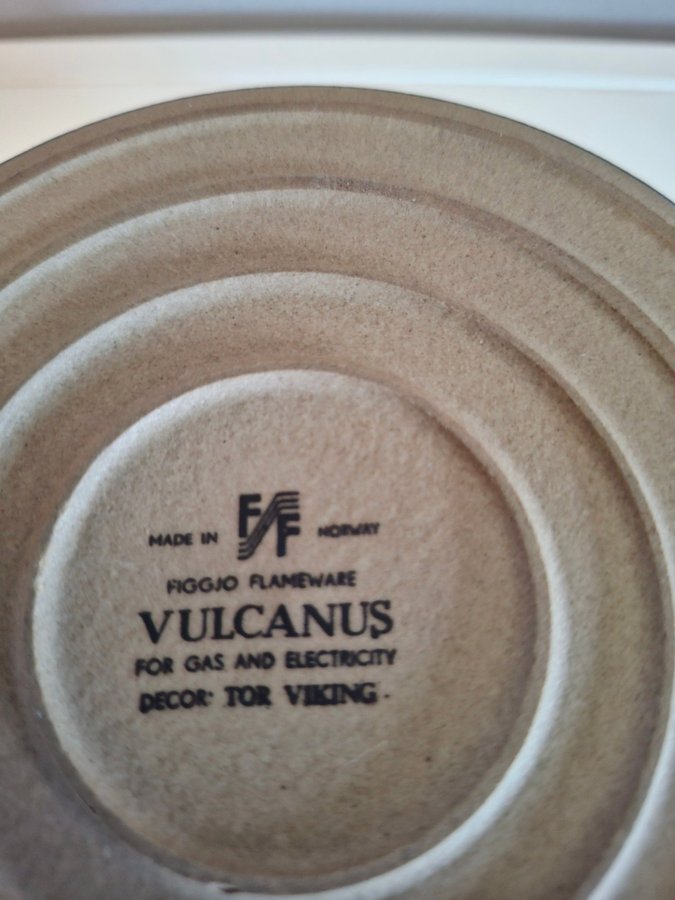 MADE IN FF NORWAY
FIGGJO FLAMEWARE
VULCANUS
FOR GAS AND ELECTRICITY
DECOR: TOR VIKING.